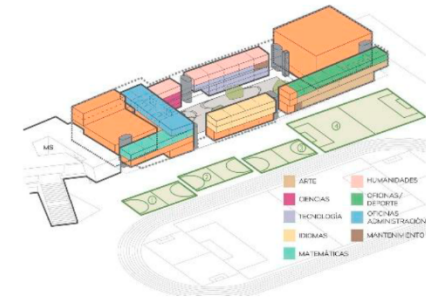 MB
ARTE
CIENCIAS
TECNOLOGÍA
IDIOMAS
MATEMÁTICAS
HUMANIDADES
OFICINAS/
DEPORTE
OFICINAS
ADMINISTRACIÓN
MANTENIMIENTO